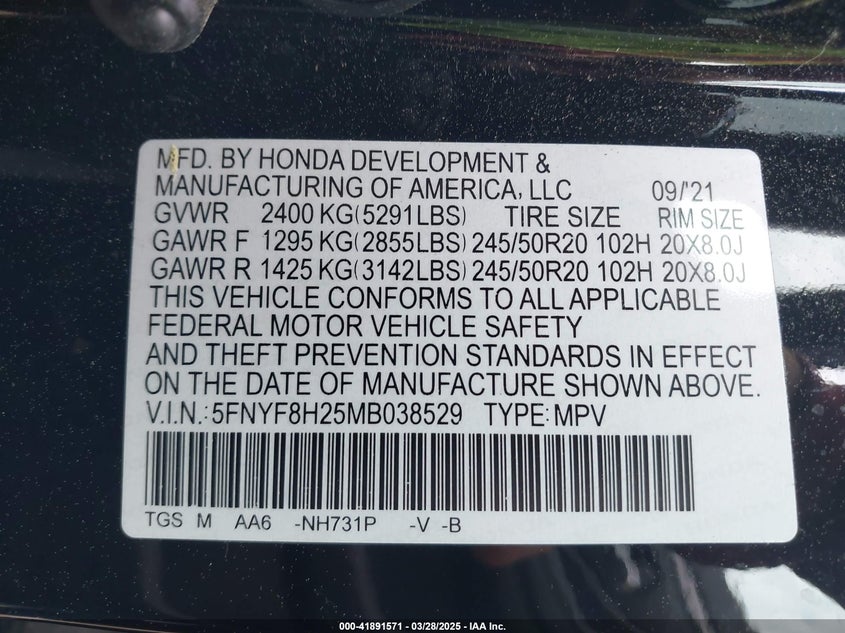 MFD. BY HONDA DEVELOPMENT &
MANUFACTURING OF AMERICA, LLC 09/'21
GVWR 2400 KG(5291LBS) TIRE SIZE RIM SIZE
GAWR F 1295 KG(2855LBS) 245/50R20 102H 20X8.0J
GAWR R 1425 KG(3142LBS) 245/50R20 102H 20X8.0J
THIS VEHICLE CONFORMS TO ALL APPLICABLE
FEDERAL MOTOR VEHICLE SAFETY
AND THEFT PREVENTION STANDARDS IN EFFECT
ON THE DATE OF MANUFACTURE SHOWN ABOVE.
V.I.N.: 5FNYF8H25MB038529 TYPE: MPV
TGS M AA6 -NH731P -V -B
000-41891571 | 03/28/2025 - IAA Inc.